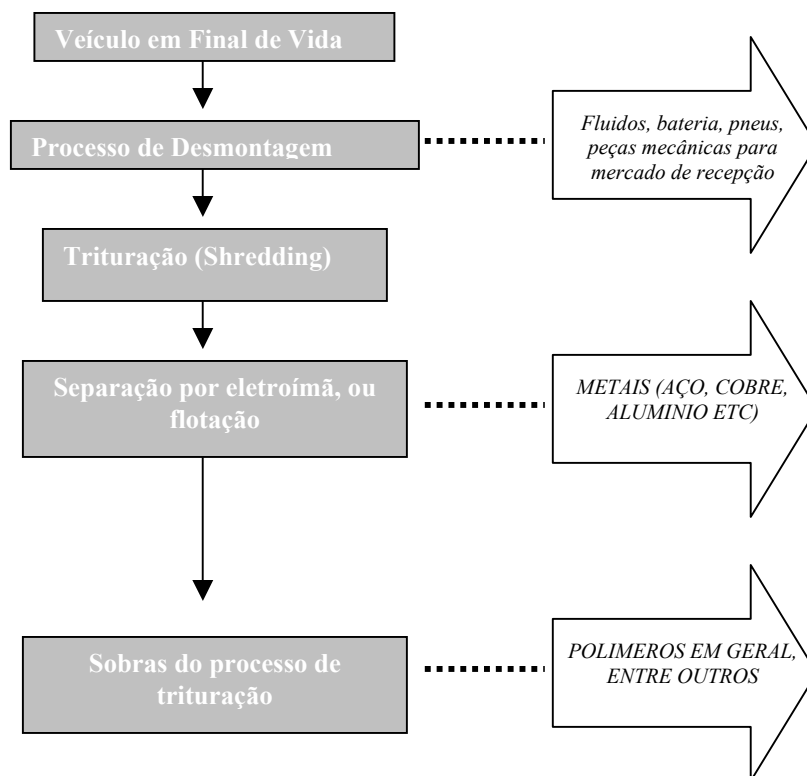 Veículo em Final de Vida
Processo de Desmontagem
Fluidos, bateria, pneus,
peças mecânicas para
mercado de recepção
Trituração (Shredding)
Separação por eletroímã, ou
flotação
METAIS (AÇO, COBRE,
ALUMINIO ETC)
Sobras do processo de
trituração
POLIMEROS EM GERAL,
ENTRE OUTROS